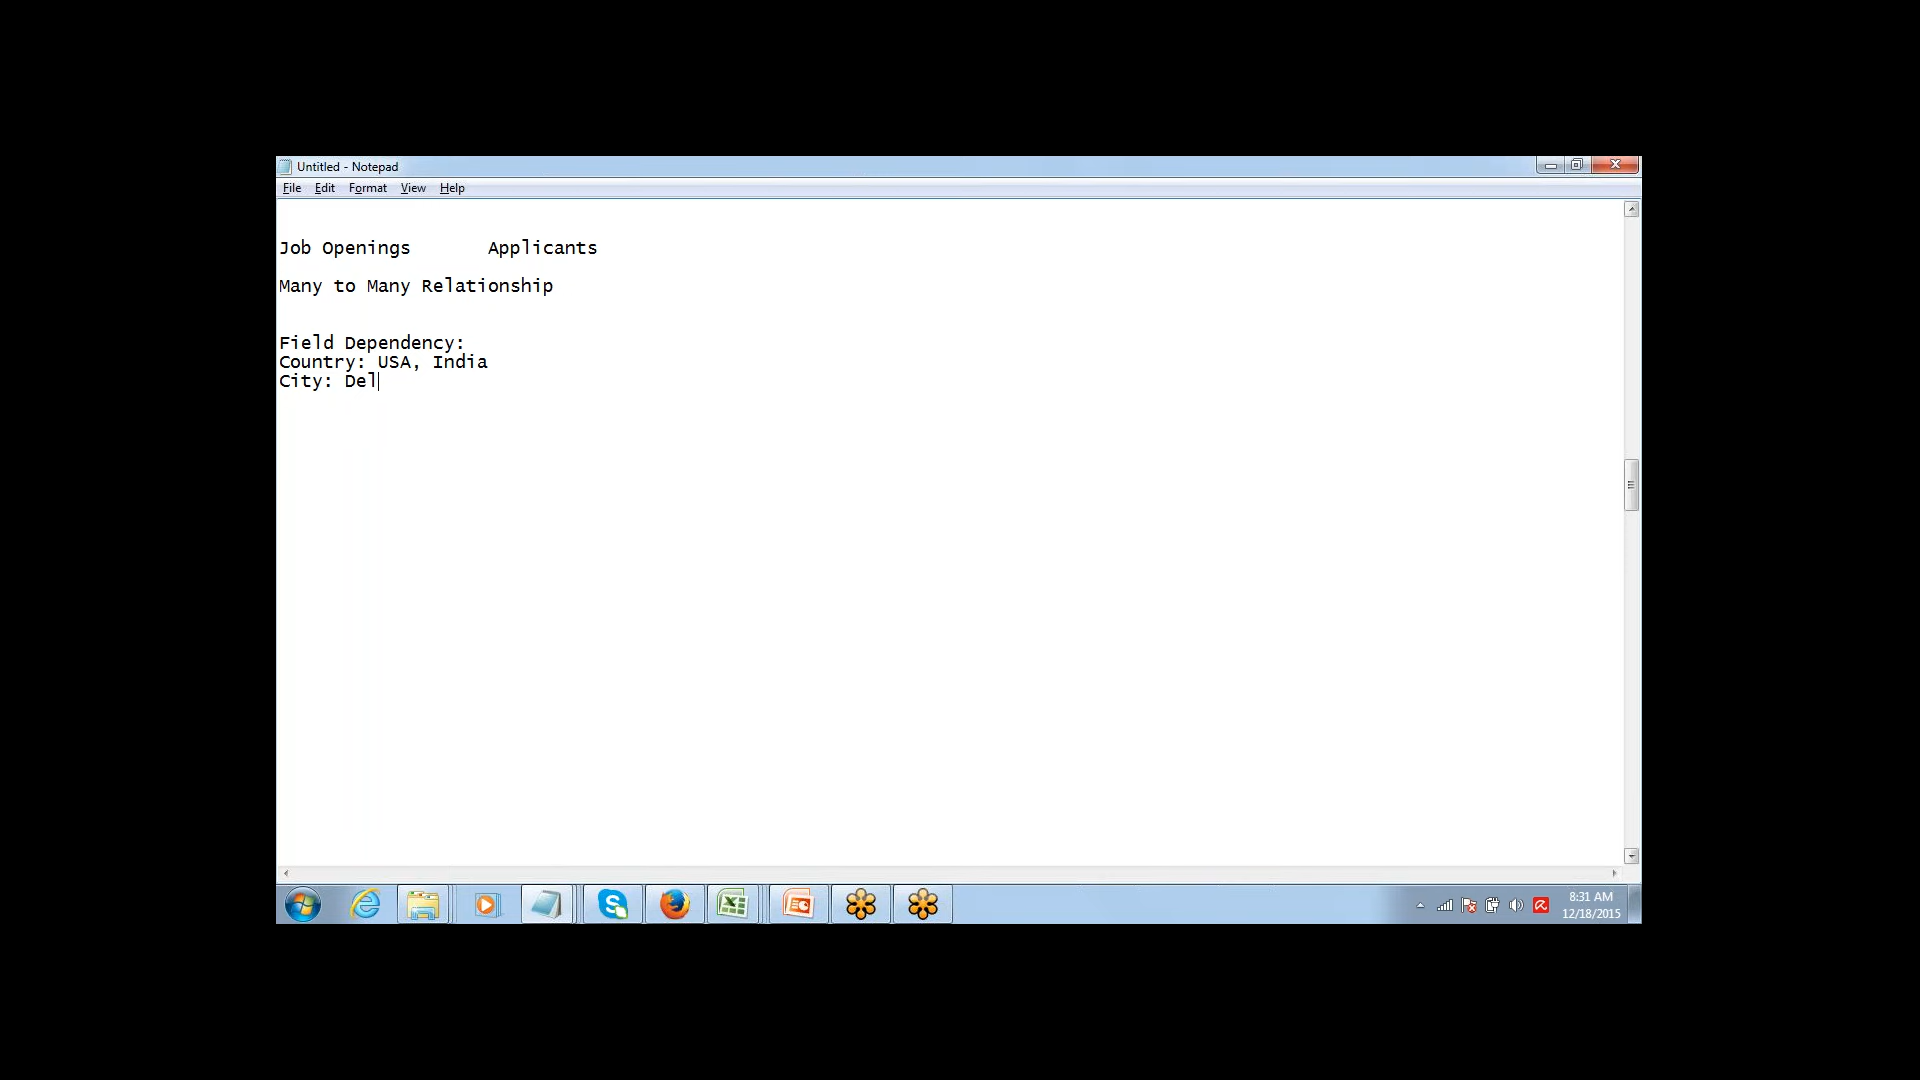 Untitled - Notepad
File Edit Format View Help
Job Openings Applicants
Many to Many Relationship
Field Dependency:
Country: USA, India
City: Del
8:31 AM
12/18/2015